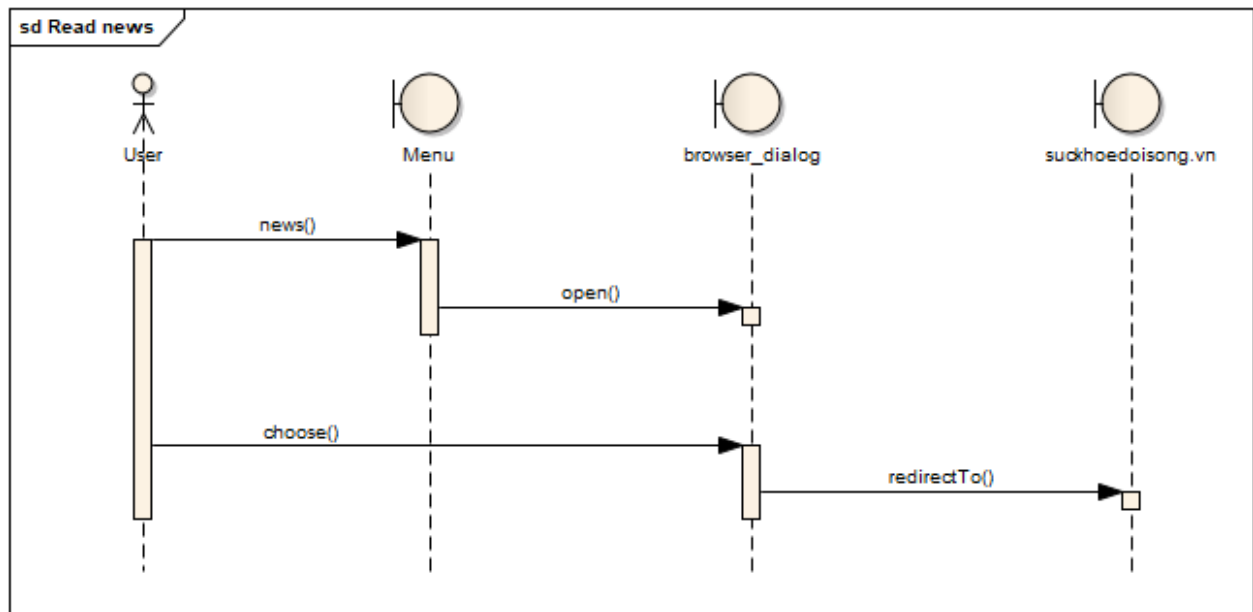 sd Read news
User
Menu
browser_dialog
suckhoedoisong.vn
news()
open()
choose()
redirectTo()